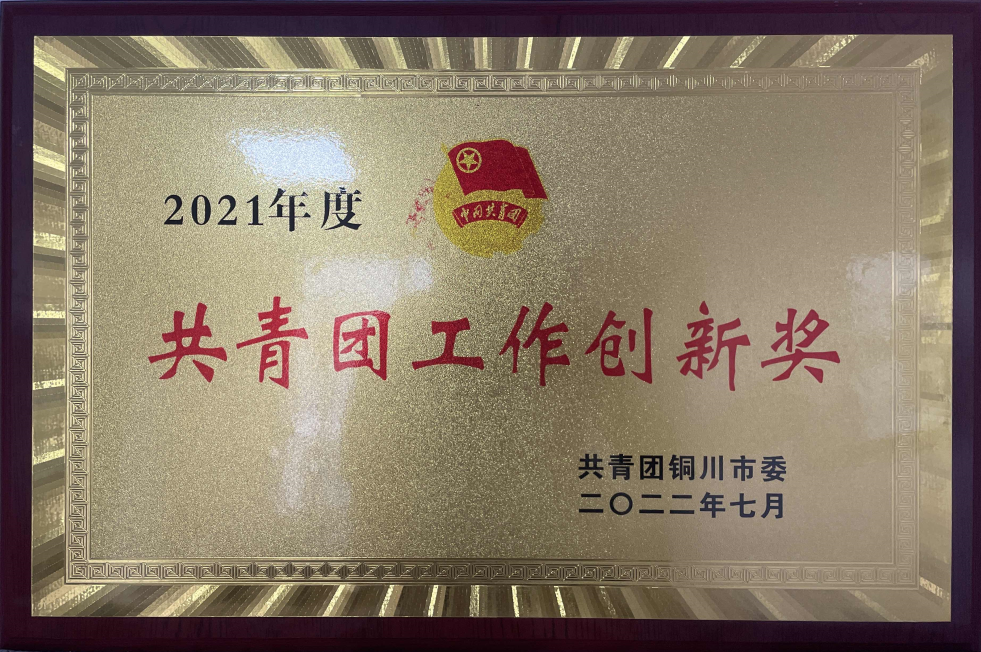 2021年度
中国共青团
共青团工作创新奖
共青团铜川市委
二〇二二年七月